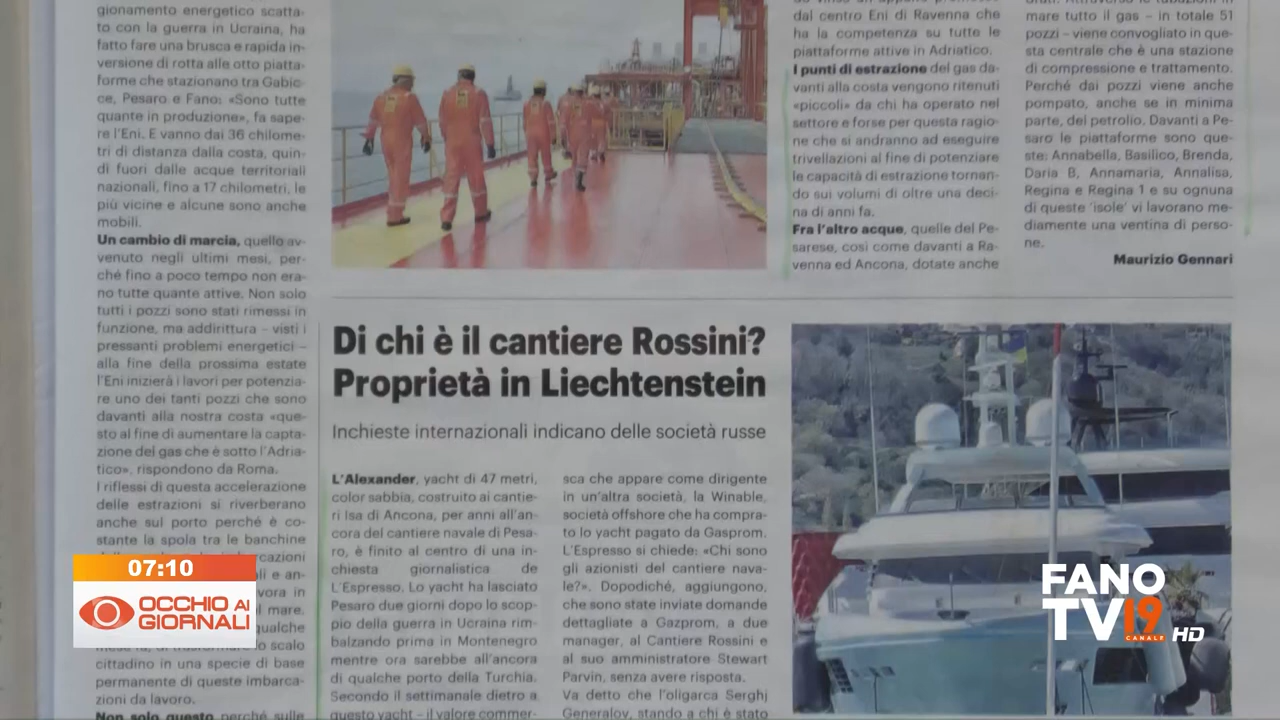 gionamento energetico scatta-
to con la guerra in Ucraina, ha
fatto fare una brusca e rapida in-
versione di rotta alle otto piatta-
forme che stazionano tra Gabic-
ce, Pesaro e Fano: «Sono tutte
quante in produzione», fa sape-
re l'Eni. E vanno dai 36 chilome-
tri di distanza dalla costa, quin-
di fuori dalle acque territoriali
nazionali, fino a 17 chilometri, le
più vicine e alcune sono anche
mobili.
Un cambio di marcia, quello av-
venuto negli ultimi mesi, per-
ché fino a poco tempo non era-
no tutte quante attive. Non solo
tutti i pozzi sono stati rimessi in
funzione, ma addirittura – visti i
pressanti problemi energetici –
alla fine della prossima estate
l'Eni inizierà i lavori per potenzia-
re uno dei tanti pozzi che sono
davanti alla nostra costa «que-
sto al fine di aumentare la capta-
zione del gas che è sotto l'Adria-
tico», rispondono da Roma.
I riflessi di questa accelerazione
delle estrazioni si riverberano
anche sul porto perché è co-
stante la spola tra le banchine
rcazioni
li e an-
vora in
l mare.
qualche
lo scalo
cittadino in una specie di base
permanente di queste imbarca-
zioni da lavoro.
Non solo questo perché sulle
dal centro Eni di Ravenna che
ha la competenza su tutte le
piattaforme attive in Adriatico.
I punti di estrazione del gas da-
vanti alla costa vengono ritenuti
«piccoli» da chi ha operato nel
settore e forse per questa ragio-
ne che si andranno ad eseguire
trivellazioni al fine di potenziare
le capacità di estrazione tornan-
do sui volumi di oltre una deci-
na di anni fa.
Fra l'altro acque, quelle del Pe-
sarese, così come davanti a Ra-
venna ed Ancona, dotate anche
mare tutto il gas – in totale 51
pozzi – viene convogliato in que-
sta centrale che è una stazione
di compressione e trattamento.
Perché dai pozzi viene anche
pompato, anche se in minima
parte, del petrolio. Davanti a Pe-
saro le piattaforme sono que-
ste: Annabella, Basilico, Brenda,
Daria B, Annamaria, Annalisa,
Regina e Regina 1 e su ognuna
di queste 'isole' vi lavorano me-
diamente una ventina di perso-
ne.
Maurizio Gennari
Di chi è il cantiere Rossini?
Proprietà in Liechtenstein
Inchieste internazionali indicano delle società russe
L'Alexander, yacht di 47 metri,
color sabbia, costruito ai cantie-
ri Isa di Ancona, per anni all'an-
cora del cantiere navale di Pesa-
ro, è finito al centro di una in-
chiesta giornalistica de
L'Espresso. Lo yacht ha lasciato
Pesaro due giorni dopo lo scop-
pio della guerra in Ucraina rim-
balzando prima in Montenegro
mentre ora sarebbe all'ancora
di qualche porto della Turchia.
Secondo il settimanale dietro a
questo yacht – il valore commer-
sca che appare come dirigente
in un'altra società, la Winable,
società offshore che ha compra-
to lo yacht pagato da Gasprom.
L'Espresso si chiede: «Chi sono
gli azionisti del cantiere nava-
le?». Dopodiché, aggiungono,
che sono state inviate domande
dettagliate a Gazprom, a due
manager, al Cantiere Rossini e
al suo amministratore Stewart
Parvin, senza avere risposta.
Va detto che l'oligarca Serghj
Generalov, stando a chi è stato
07:10
OCCHIO AI
GIORNALI
FANO
TV19
CANALE HD